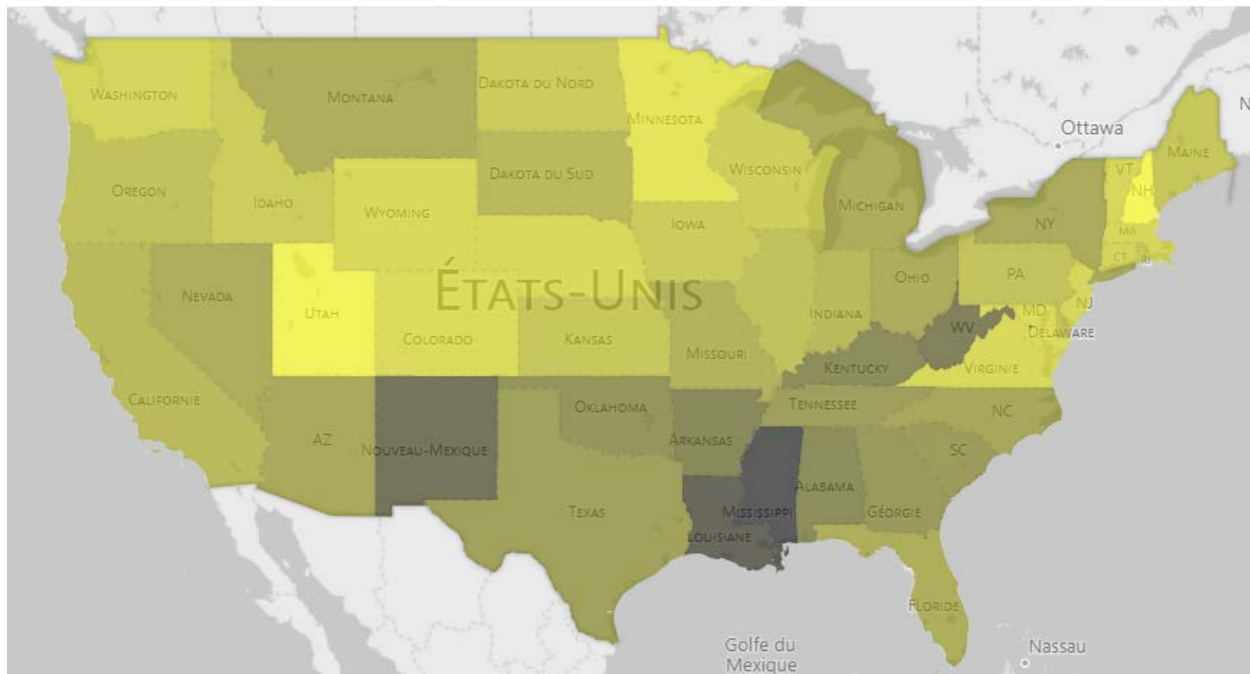 Washington
Montana
Dakota du Nord
Minnesota
Ottawa
N
Oregon
Idaho
Wyoming
Dakota du Sud
Wisconsin
Michigan
VT
Maine
NH
NY
MA
CT
RI
Iowa
États-Unis
Nevada
Utah
Colorado
Kansas
Missouri
Indiana
Ohio
PA
NJ
MD
Delaware
WV
Virginie
Kentucky
Californie
AZ
Nouveau-Mexique
Oklahoma
Arkansas
Tennessee
NC
SC
Texas
Louisiane
Mississippi
Alabama
Géorgie
Floride
Golfe du
Mexique
Nassau